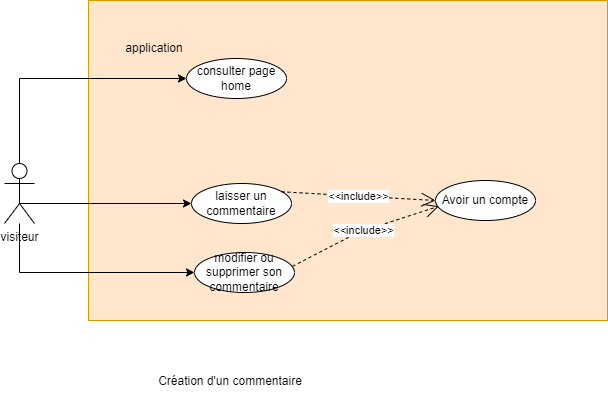 application
consulter page
home
laisser un
commentaire
<<include>>
Avoir un compte
<<include>>
visiteur
modifier ou
supprimer son
commentaire
Création d'un commentaire